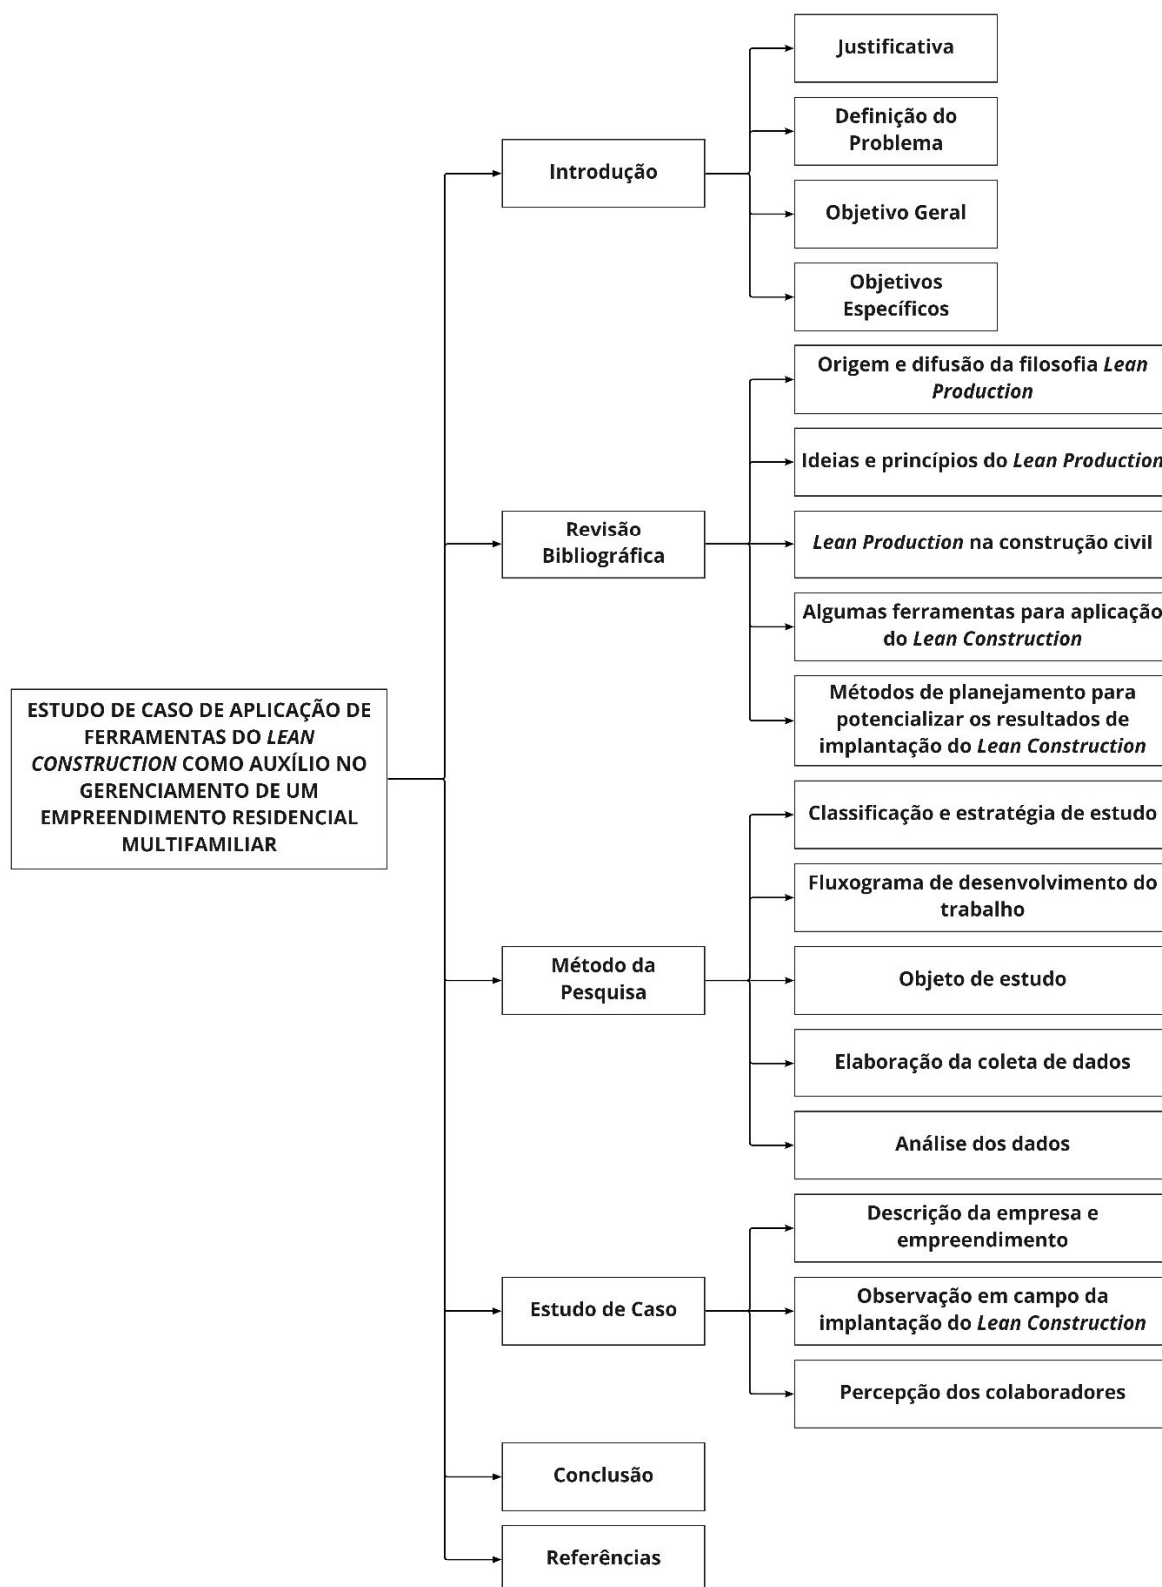 Justificativa
Definição do
Problema
Introdução
Objetivo Geral
Objetivos
Específicos
Origem e difusão da filosofia Lean
Production
Ideias e princípios do Lean Production
Revisão
Bibliográfica
Lean Production na construção civil
Algumas ferramentas para aplicação
do Lean Construction
Métodos de planejamento para
potencializar os resultados de
implantação do Lean Construction
ESTUDO DE CASO DE APLICAÇÃO DE
FERRAMENTAS DO LEAN
CONSTRUCTION COMO AUXÍLIO NO
GERENCIAMENTO DE UM
EMPREENDIMENTO RESIDENCIAL
MULTIFAMILIAR
Classificação e estratégia de estudo
Fluxograma de desenvolvimento do
trabalho
Método da
Pesquisa
Objeto de estudo
Elaboração da coleta de dados
Análise dos dados
Descrição da empresa e
empreendimento
Estudo de Caso
Observação em campo da
implantação do Lean Construction
Percepção dos colaboradores
Conclusão
Referências